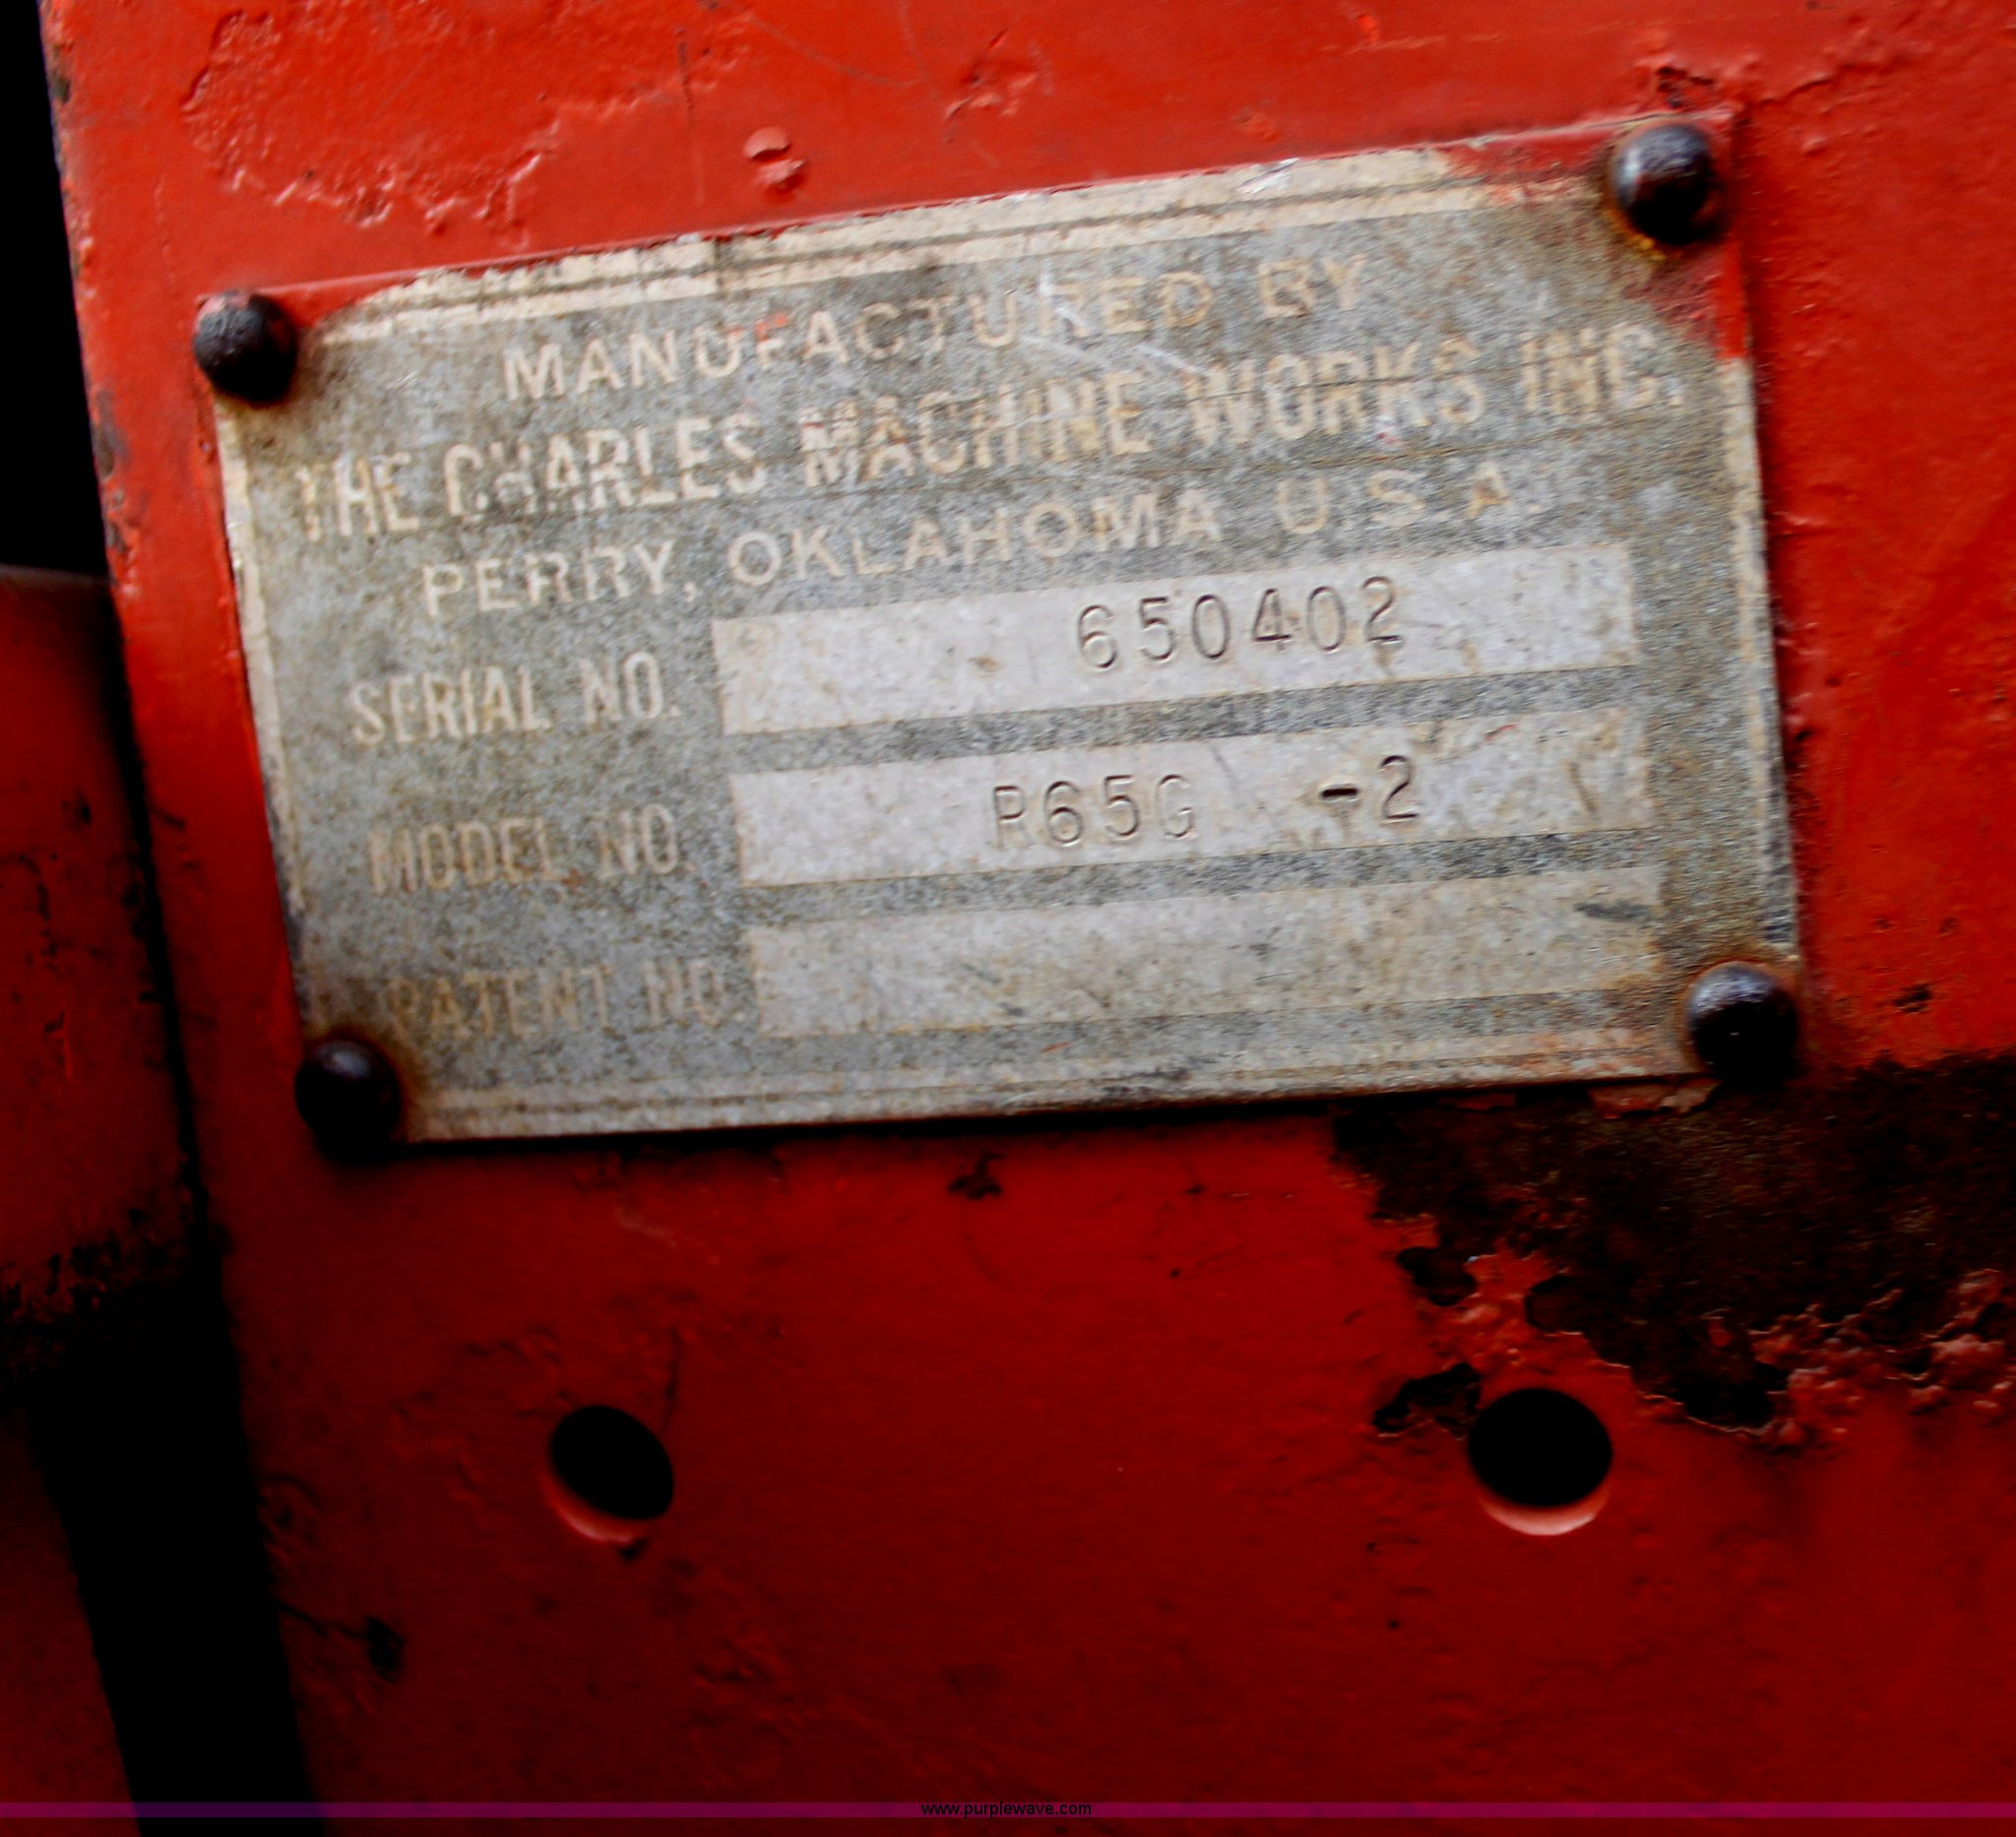 MANUFACTURED BY
THE CHARLES MACHINE WORKS INC.
PERRY, OKLAHOMA U.S.A.
SERIAL NO. 650402
MODEL NO. R65G -2
PATENT NO.
www.purplewave.com